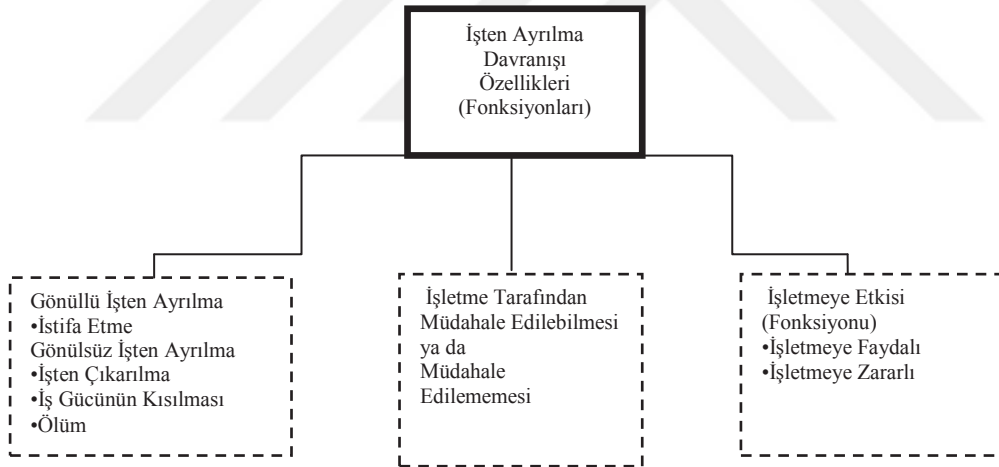 İşten Ayrılma
Davranışı
Özellikleri
(Fonksiyonları)
Gönüllü İşten Ayrılma
•İstifa Etme
Gönülsüz İşten Ayrılma
•İşten Çıkarılma
•İş Gücünün Kısılması
•Ölüm
İşletme Tarafından
Müdahale Edilebilmesi
ya da
Müdahale
Edilememesi
İşletmeye Etkisi
(Fonksiyonu)
•İşletmeye Faydalı
•İşletmeye Zararlı